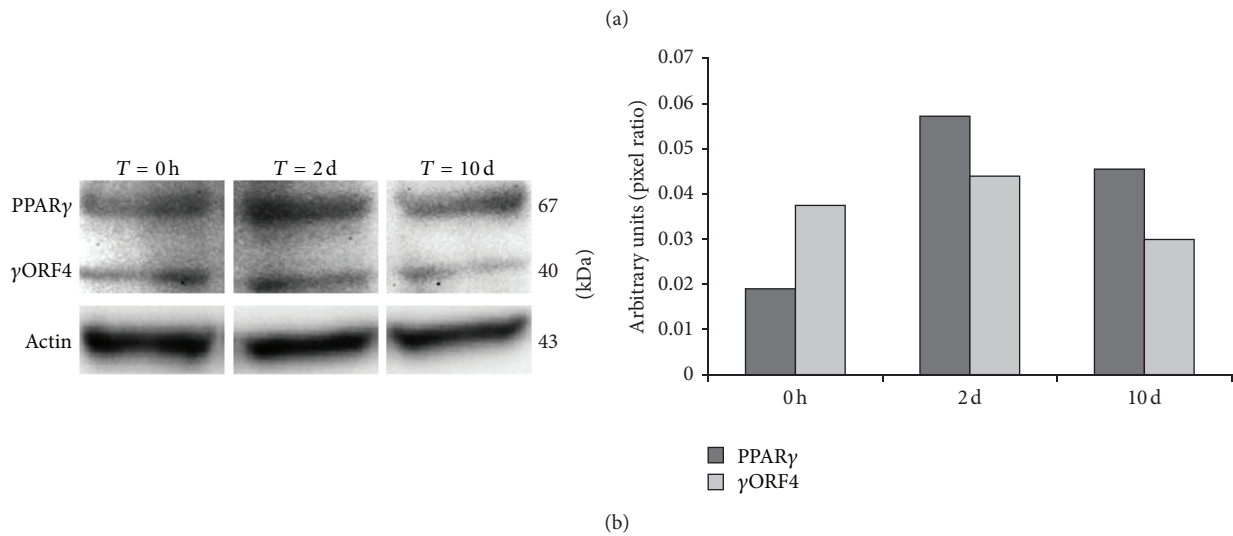 (a)
T = 0 h T = 2 d T = 10 d
PPARγ 67
γORF4 40
Actin 43
(kDa)
Arbitrary units (pixel ratio)
0.07
0.06
0.05
0.04
0.03
0.02
0.01
0
0 h 2 d 10 d
PPARγ
γORF4
(b)